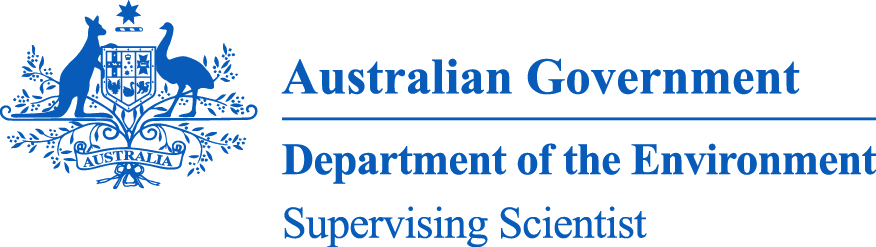 AUSTRALIA
Australian Government
Department of the Environment
Supervising Scientist